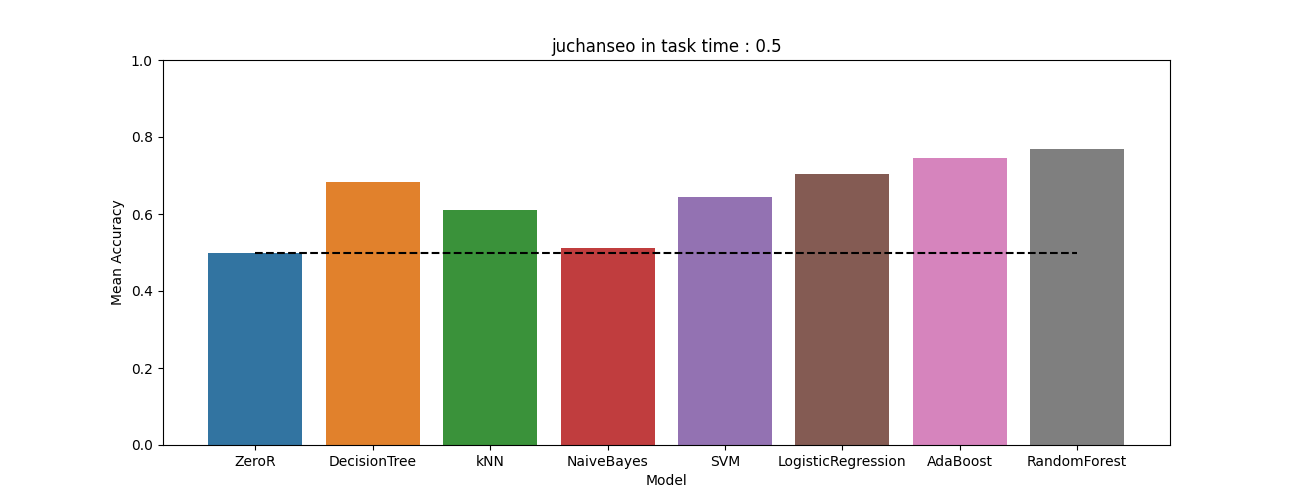 juchanseo in task time : 0.5
1.0
0.8
0.6
0.4
0.2
0.0
Mean Accuracy
ZeroR DecisionTree kNN NaiveBayes SVM LogisticRegression AdaBoost RandomForest
Model